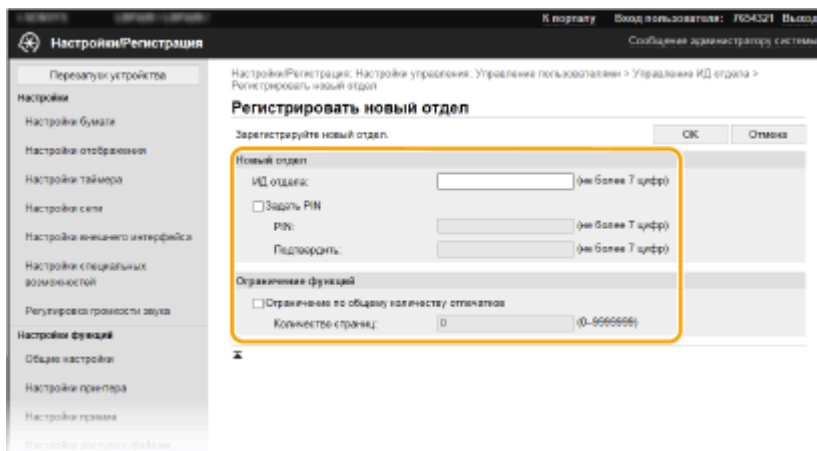 К порталу Вход пользователя: 7654321 Выход
Настройки/Регистрация
Сообщение администратору системы
Перезапуск устройства
Настройки
Настройки бумаги
Настройки отображения
Настройки таймера
Настройки сети
Настройки внешнего интерфейса
Настройки специальных
возможностей
Регулировка громкости звука
Настройки функций
Общие настройки
Настройки принтера
Настройки приема
Настройки доступа к файлам
Настройки/Регистрация: Настройки управления: Управление пользователями > Управление ИД отдела >
Регистрировать новый отдел
Регистрировать новый отдел
Зарегистрируйте новый отдел.
OK Отмена
Новый отдел
ИД отдела: (не более 7 цифр)
Задать PIN
PIN: (не более 7 цифр)
Подтвердить: (не более 7 цифр)
Ограничение функций
Ограничение по общему количеству отпечатков
Количество страниц: 0 (0-9999999)